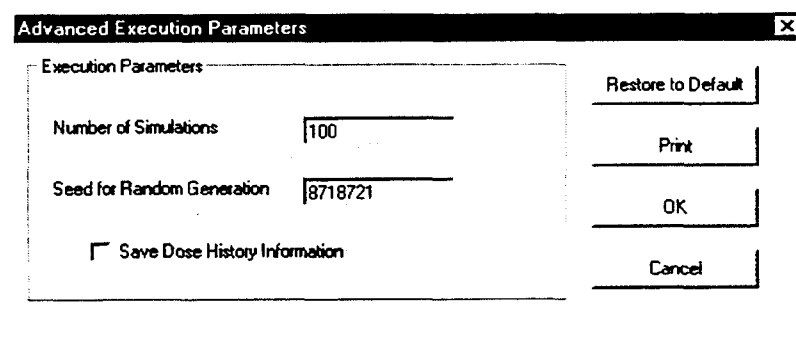 Advanced Execution Parameters
Execution Parameters
Restore to Default
Number of Simulations 100
Print
Seed for Random Generation 8718721
OK
Save Dose History Information
Cancel